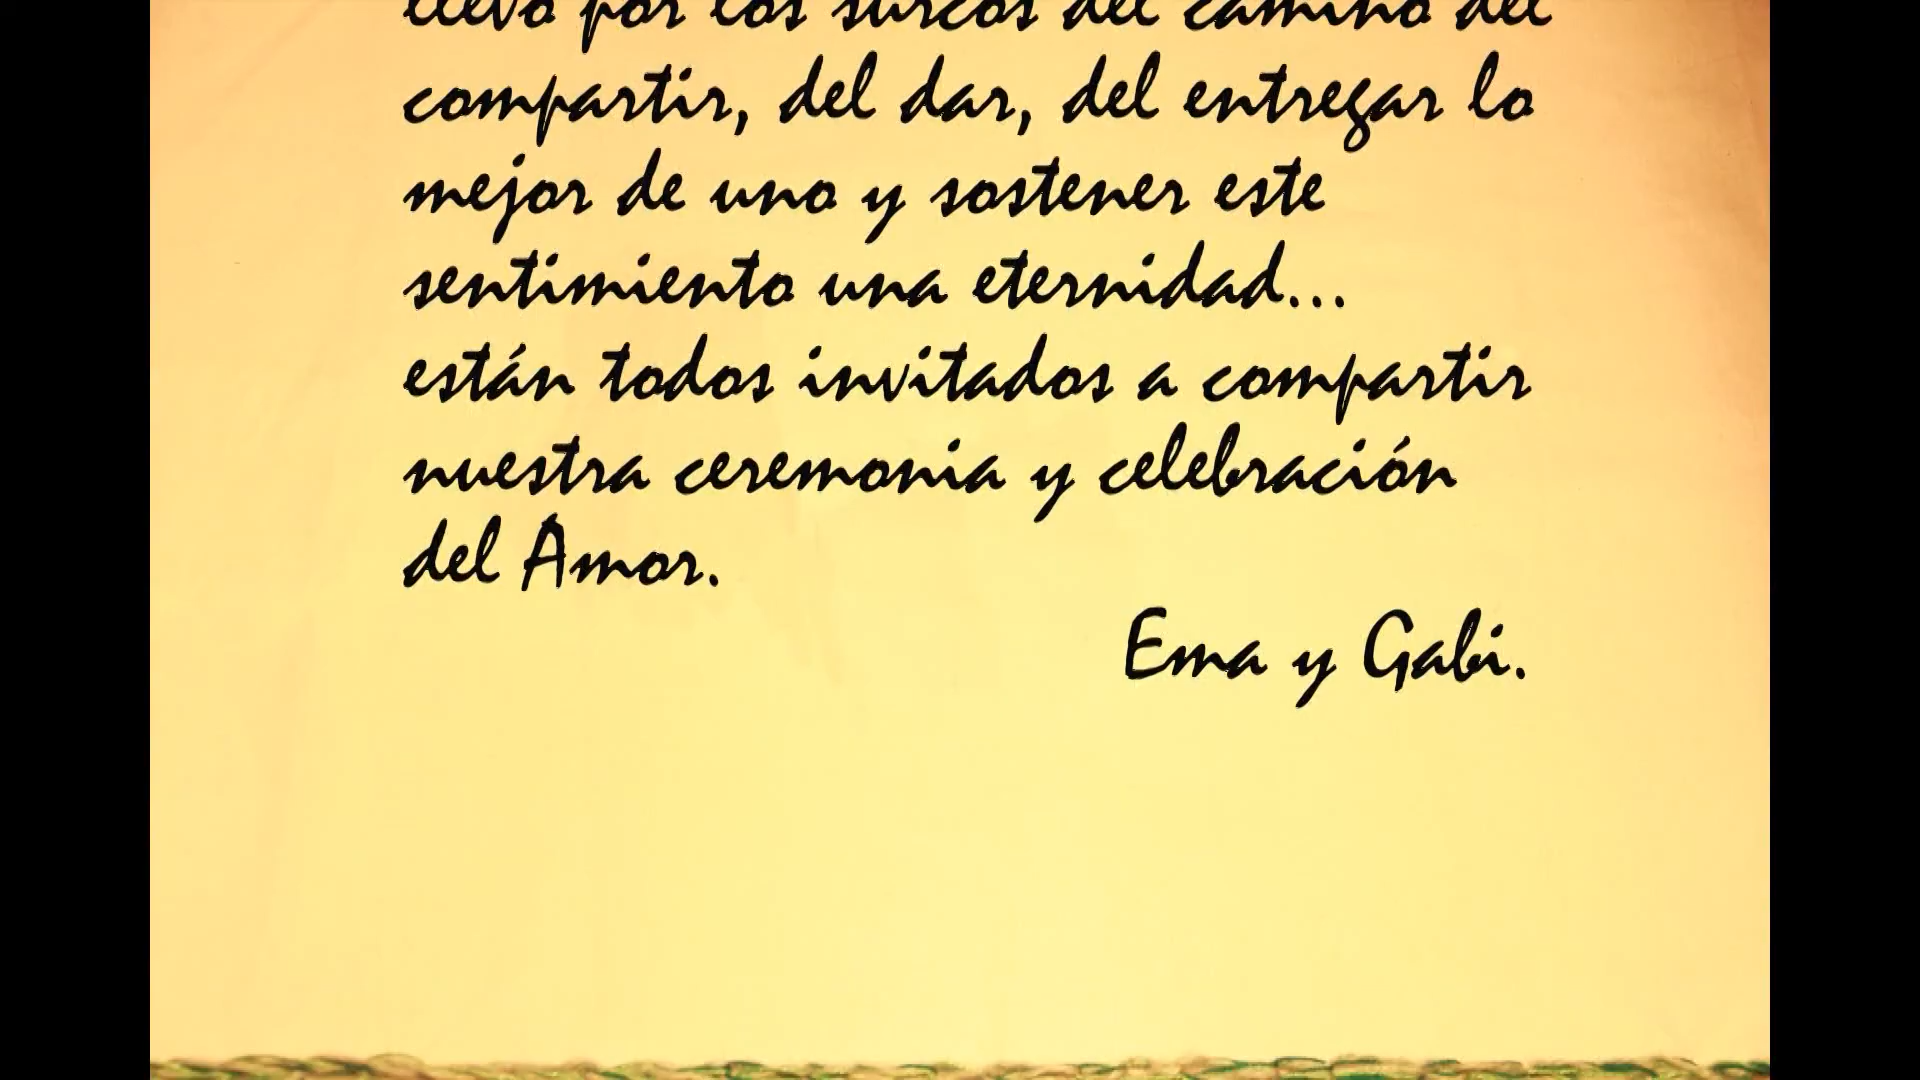 llevó por los surcos del camino del
compartir, del dar, del entregar lo
mejor de uno y sostener este
sentimiento una eternidad...
están todos invitados a compartir
nuestra ceremonia y celebración
del Amor.
Ema y Gabi.